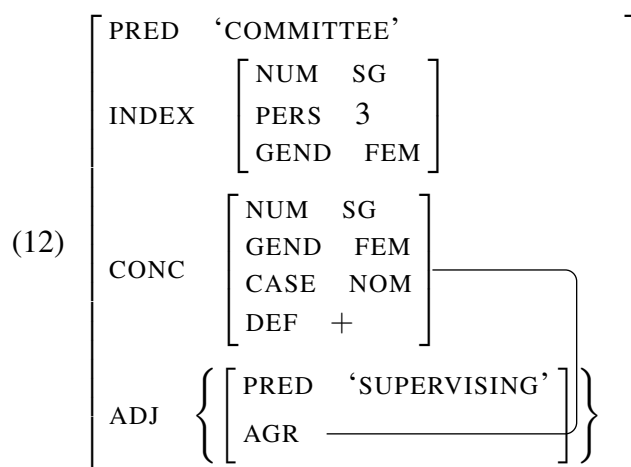 PRED ‘COMMITTEE’
NUM SG
INDEX PERS 3
GEND FEM
NUM SG
(12) GEND FEM
CONC CASE NOM
DEF +
PRED ‘SUPERVISING’
ADJ
AGR